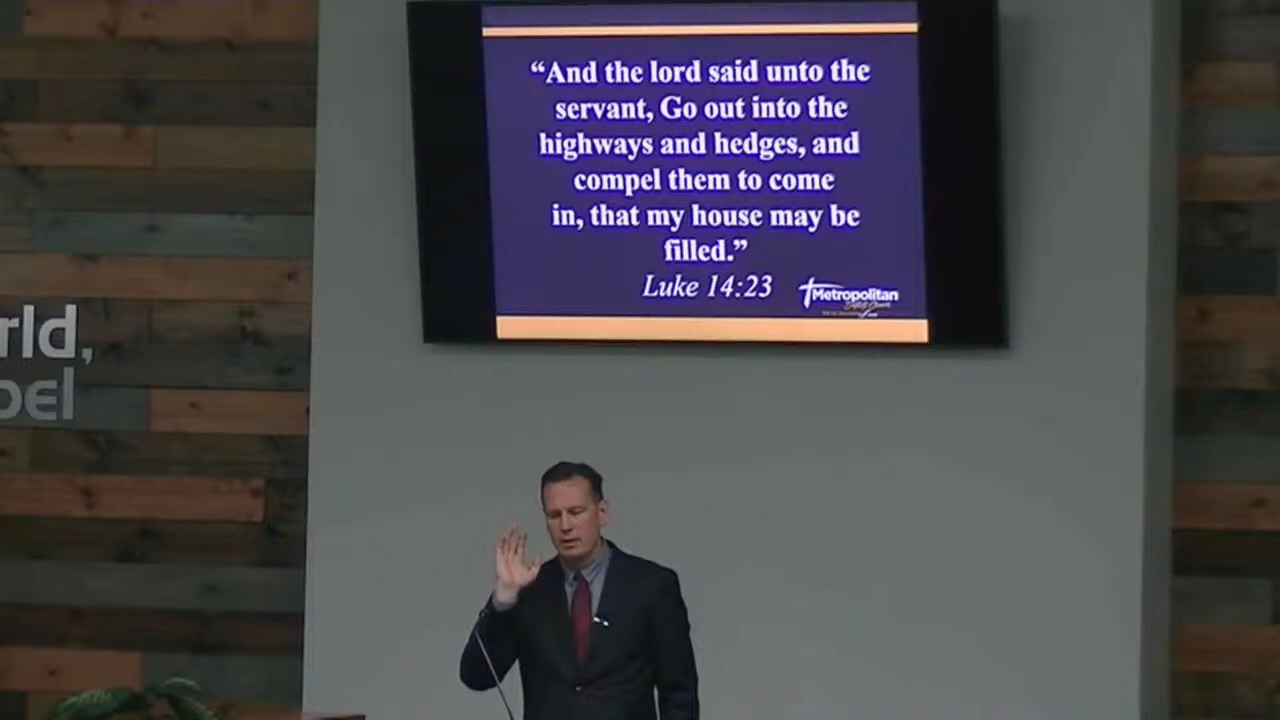 “And the lord said unto the
servant, Go out into the
highways and hedges, and
compel them to come
in, that my house may be
filled.”
Luke 14:23
Metropolitan
rld,
pel